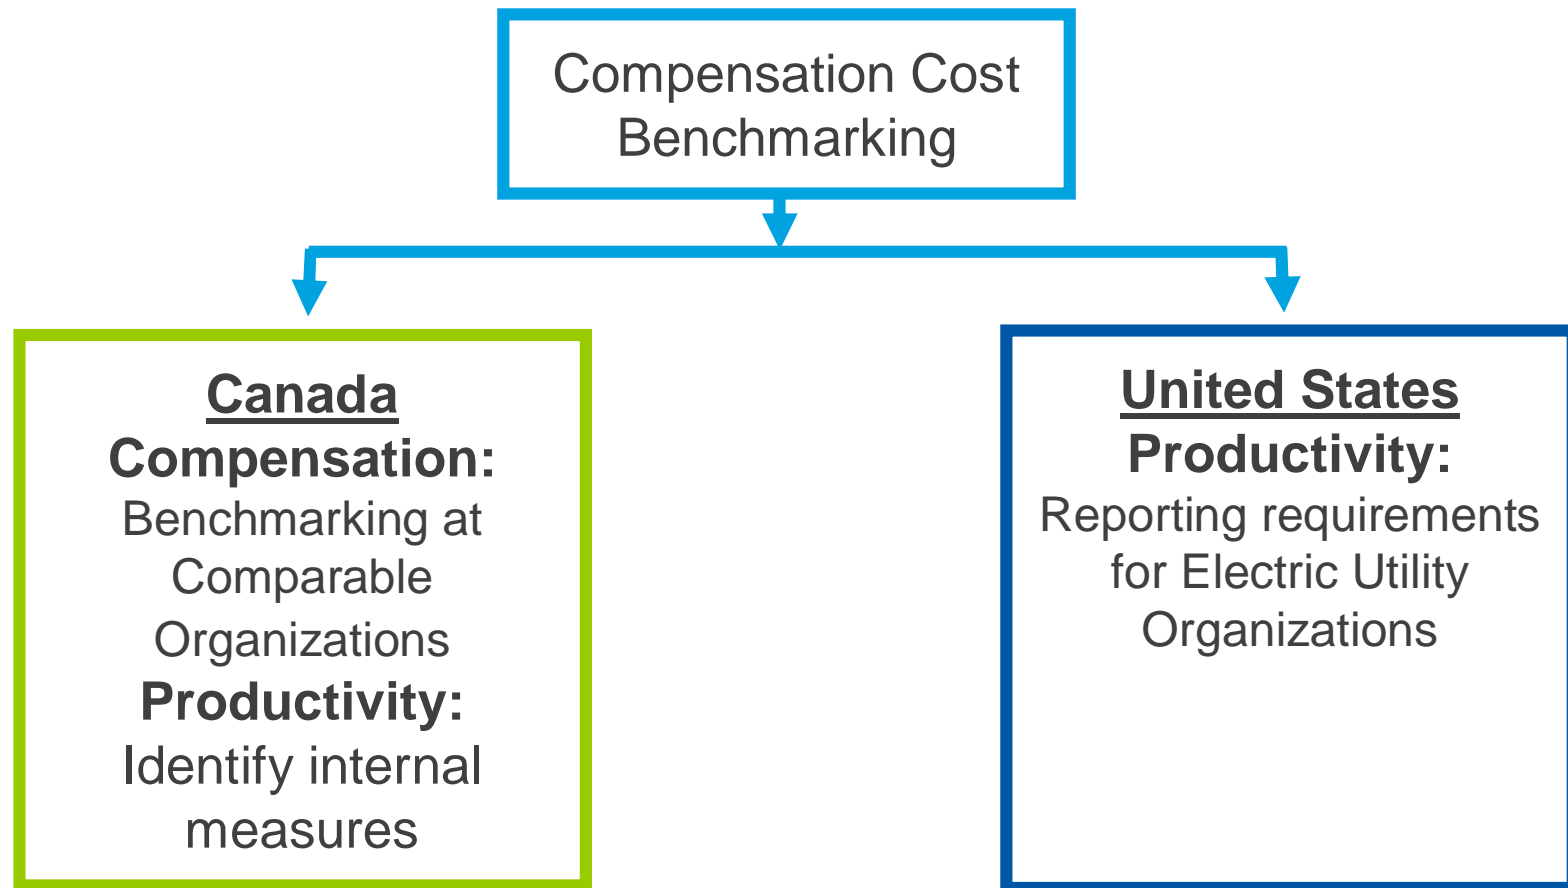 Compensation Cost
Benchmarking
Canada
Compensation:
Benchmarking at
Comparable
Organizations
Productivity:
Identify internal
measures
United States
Productivity:
Reporting requirements
for Electric Utility
Organizations